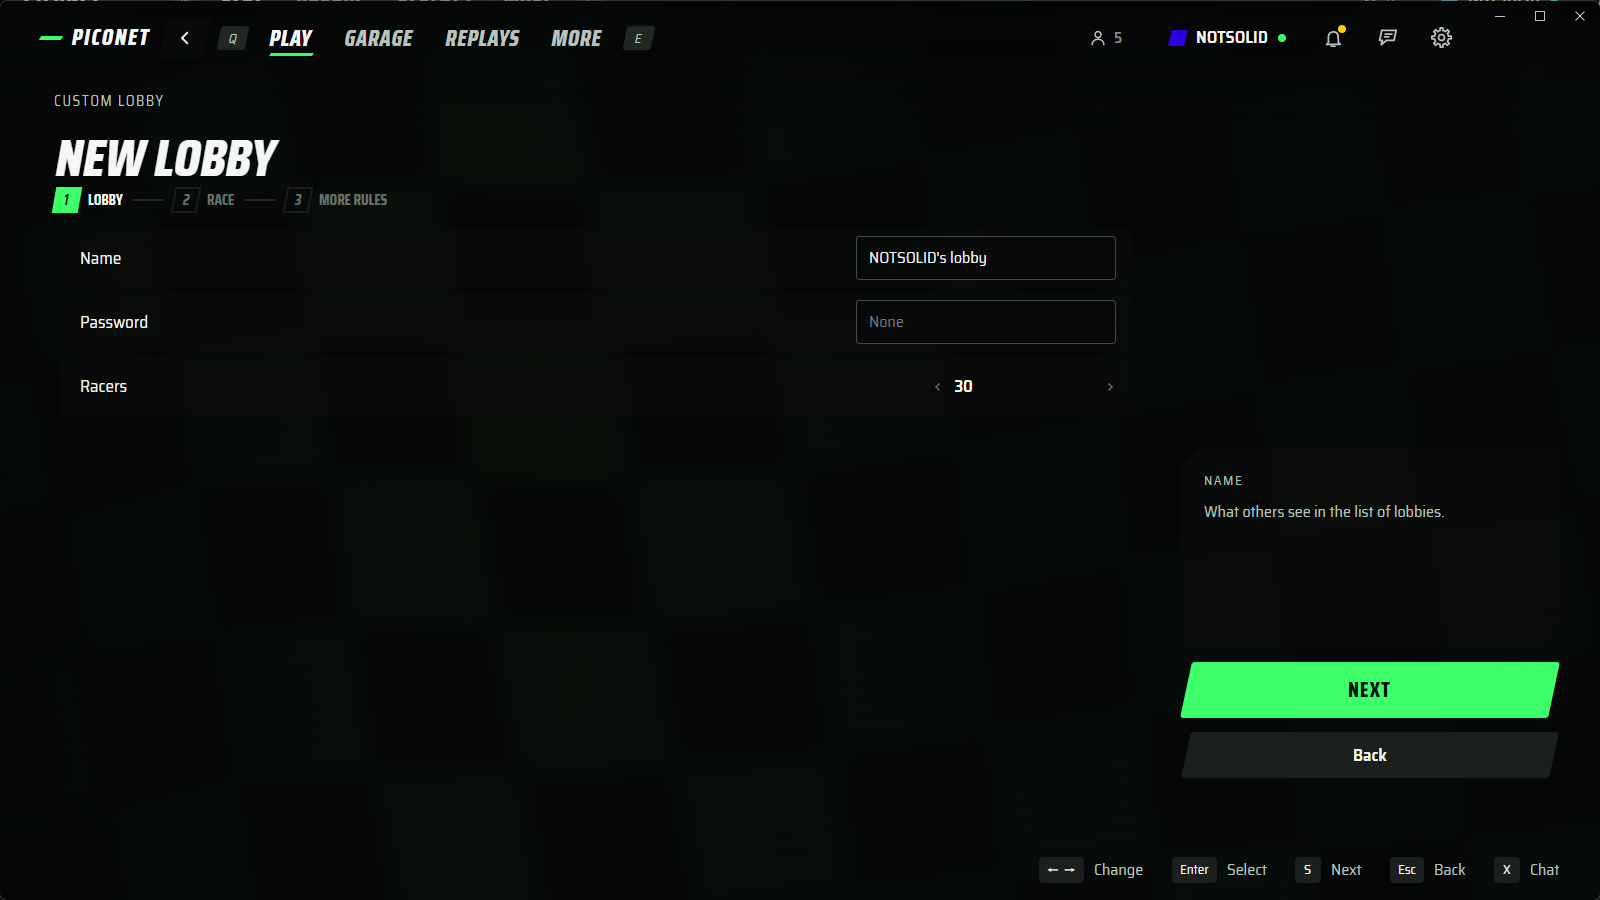 PICONET
Q
PLAY
GARAGE
REPLAYS
MORE
E
5
NOTSOLID
CUSTOM LOBBY
NEW LOBBY
1 LOBBY 2 RACE 3 MORE RULES
Name NOTSOLID's lobby
Password None
Racers 30
NAME
What others see in the list of lobbies.
NEXT
Back
← → Change Enter Select S Next Esc Back X Chat